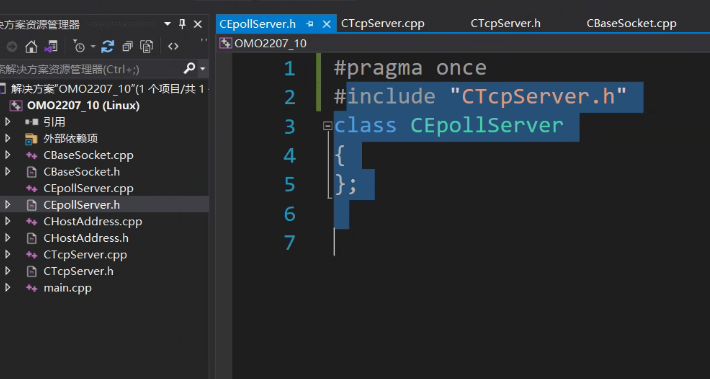 决方案资源管理器
CEpollServer.h
CTcpServer.cpp
CTcpServer.h
CBaseSocket.cpp
OMO2207_10
案解决方案资源管理器(Ctrl+;)
解决方案"OMO2207_10"(1 个项目/共 1
OMO2207_10 (Linux)
引用
外部依赖项
CBaseSocket.cpp
CBaseSocket.h
CEpollServer.cpp
CEpollServer.h
CHostAddress.cpp
CHostAddress.h
CTcpServer.cpp
CTcpServer.h
main.cpp
1 #pragma once
2 #include "CTcpServer.h"
3 class CEpollServer
4 {
5 };
6
7